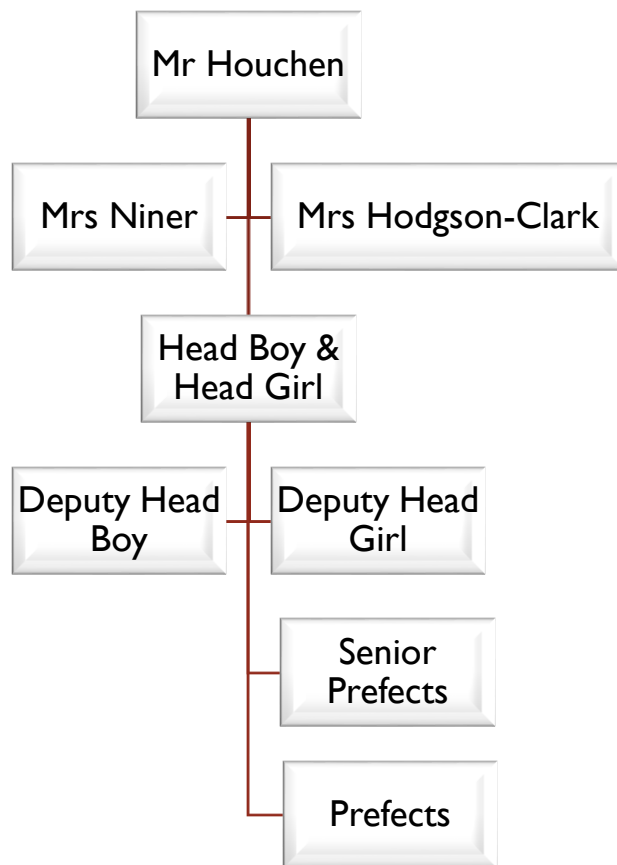 Mr Houchen
Mrs Niner
Mrs Hodgson-Clark
Head Boy &
Head Girl
Deputy Head
Boy
Deputy Head
Girl
Senior
Prefects
Prefects